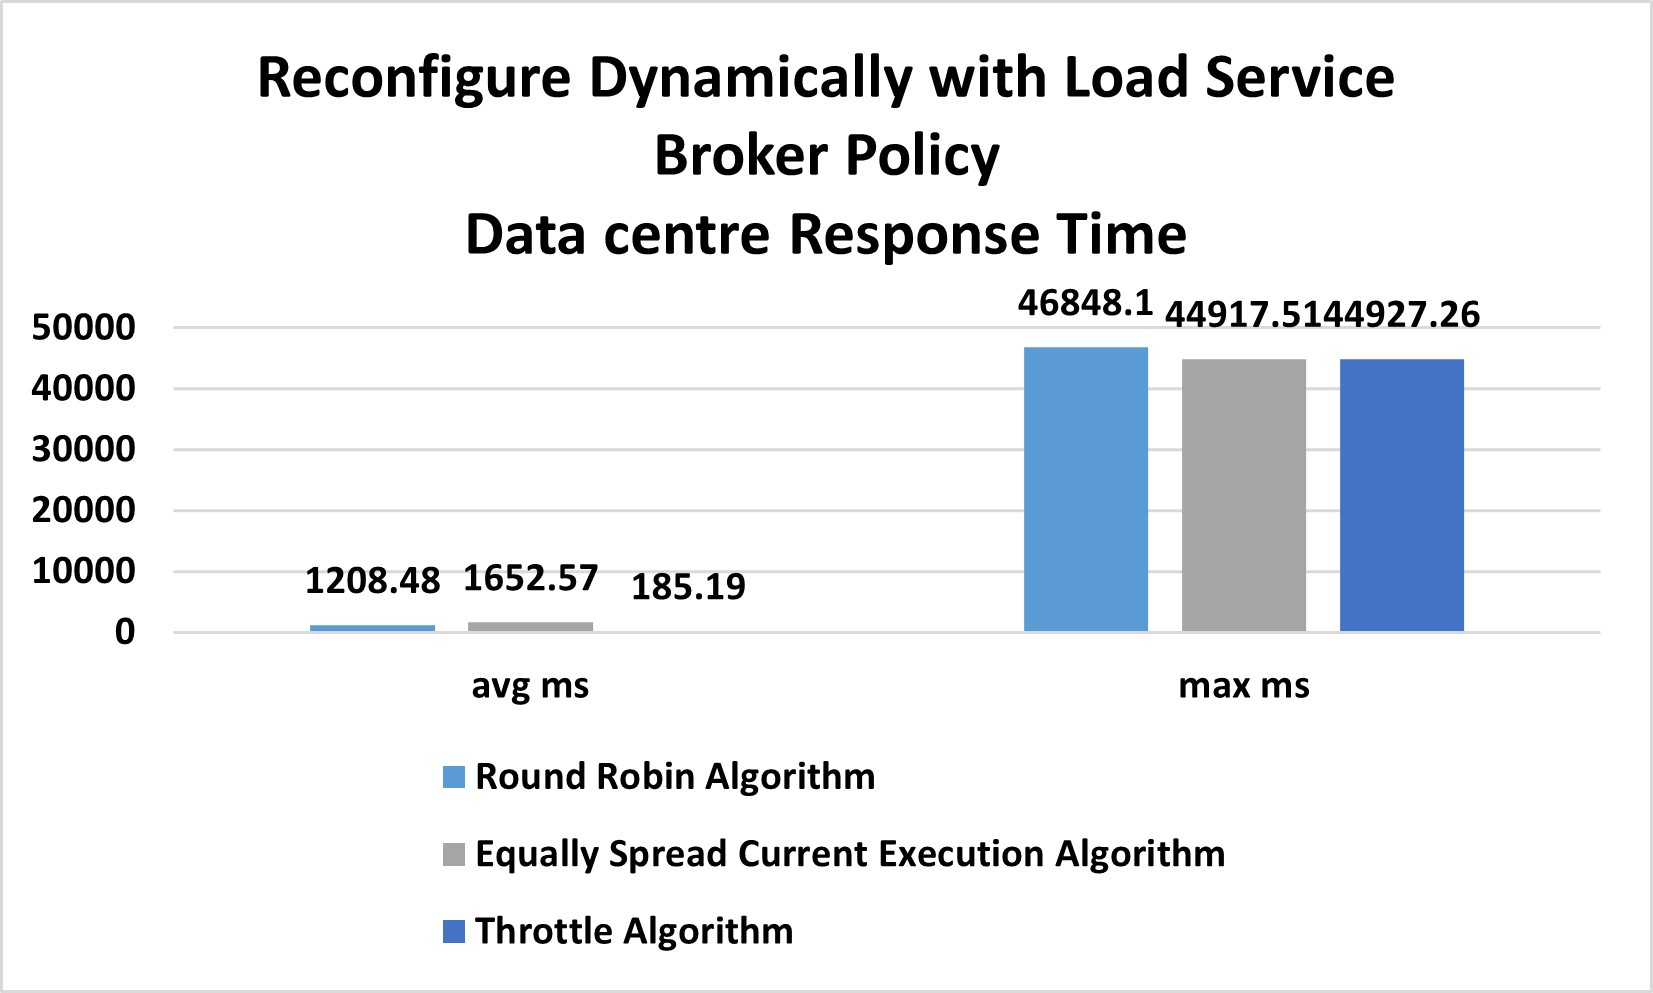 Reconfigure Dynamically with Load Service
Broker Policy
Data centre Response Time
46848.1 44917.51 44927.26
50000
40000
30000
20000
10000
1208.48 1652.57 185.19
0
avg ms max ms
Round Robin Algorithm
Equally Spread Current Execution Algorithm
Throttle Algorithm